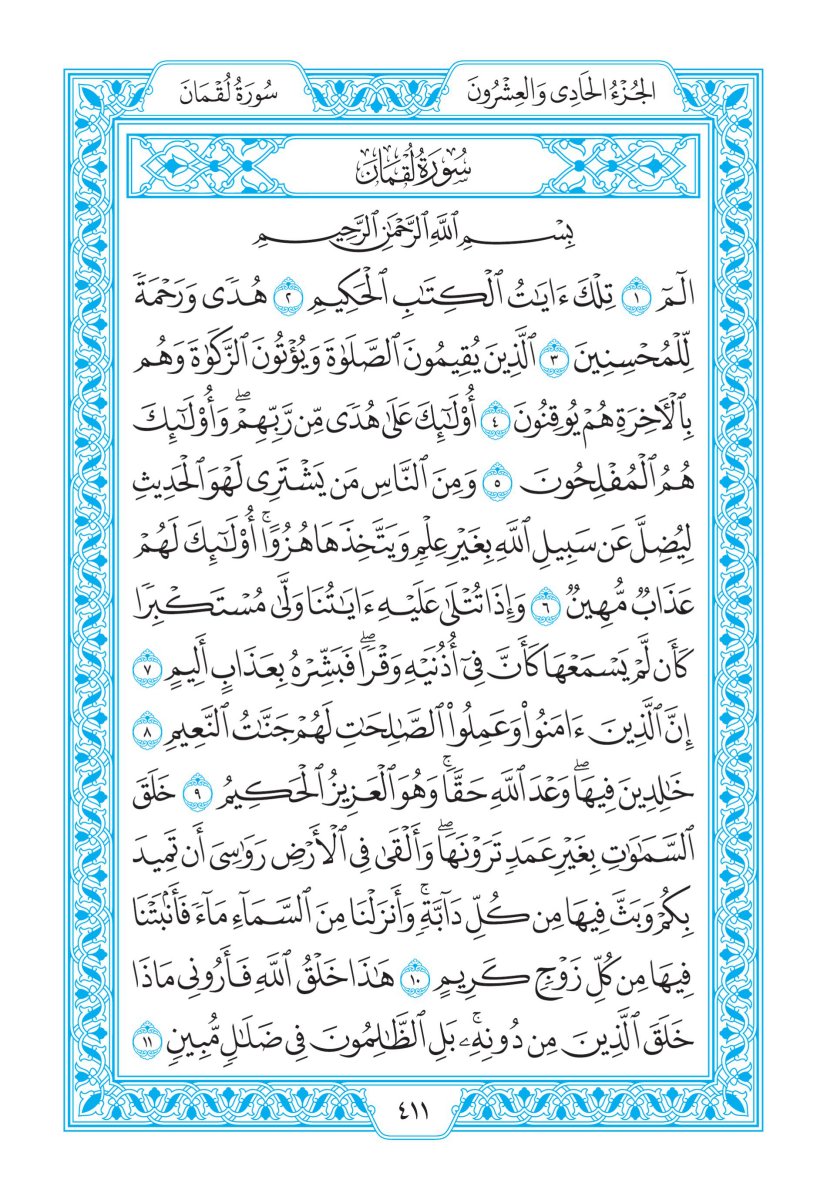 الجُزْءُ الحَادِى وَالعِشْرُونَ
سُورَةُ لُقْمَانَ
سُورَةُ لُقْمَانَ
بِسْمِ ٱللَّهِ ٱلرَّحْمَٰنِ ٱلرَّحِيمِ
الٓمٓ ١ تِلْكَ ءَايَٰتُ ٱلْكِتَٰبِ ٱلْحَكِيمِ ٢ هُدًى وَرَحْمَةً
لِّلْمُحْسِنِينَ ٣ ٱلَّذِينَ يُقِيمُونَ ٱلصَّلَوٰةَ وَيُؤْتُونَ ٱلزَّكَوٰةَ وَهُم
بِٱلْأَخِرَةِ هُمْ يُوقِنُونَ ٤ أُوْلَٰٓئِكَ عَلَىٰ هُدًى مِّن رَّبِّهِمْۖ وَأُوْلَٰٓئِكَ
هُمُ ٱلْمُفْلِحُونَ ٥ وَمِنَ ٱلنَّاسِ مَن يَشْتَرِى لَهْوَ ٱلْحَدِيثِ
لِيُضِلَّ عَن سَبِيلِ ٱللَّهِ بِغَيْرِ عِلْمٍ وَيَتَّخِذَهَا هُزُوًاۚ أُوْلَٰٓئِكَ لَهُمْ
عَذَابٌ مُّهِينٌ ٦ وَإِذَا تُتْلَىٰ عَلَيْهِ ءَايَٰتُنَا وَلَّىٰ مُسْتَكْبِرًا
كَأَن لَّمْ يَسْمَعْهَا كَأَنَّ فِىٓ أُذُنَيْهِ وَقْرًاۖ فَبَشِّرْهُ بِعَذَابٍ أَلِيمٍ ٧
إِنَّ ٱلَّذِينَ ءَامَنُوا۟ وَعَمِلُوا۟ ٱلصَّٰلِحَٰتِ لَهُمْ جَنَّٰتُ ٱلنَّعِيمِ ٨
خَٰلِدِينَ فِيهَاۖ وَعْدَ ٱللَّهِ حَقًّاۚ وَهُوَ ٱلْعَزِيزُ ٱلْحَكِيمُ ٩ خَلَقَ
ٱلسَّمَٰوَٰتِ بِغَيْرِ عَمَدٍ تَرَوْنَهَاۖ وَأَلْقَىٰ فِى ٱلْأَرْضِ رَوَٰسِىَ أَن تَمِيدَ
بِكُمْ وَبَثَّ فِيهَا مِن كُلِّ دَآبَّةٍۚ وَأَنزَلْنَا مِنَ ٱلسَّمَآءِ مَآءً فَأَنۢبَتْنَا
فِيهَا مِن كُلِّ زَوْجٍ كَرِيمٍ ١٠ هَٰذَا خَلْقُ ٱللَّهِ فَأَرُونِى مَاذَا
خَلَقَ ٱلَّذِينَ مِن دُونِهِۦۚ بَلِ ٱلظَّٰلِمُونَ فِى ضَلَٰلٍ مُّبِينٍ ١١
٤١١